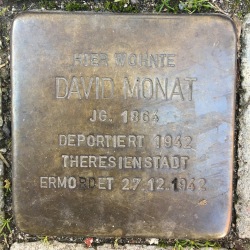 HIER WOHNTE
DAVID MONAT
JG. 1864
DEPORTIERT 1942
THERESIENSTADT
ERMORDET 27.12.1942